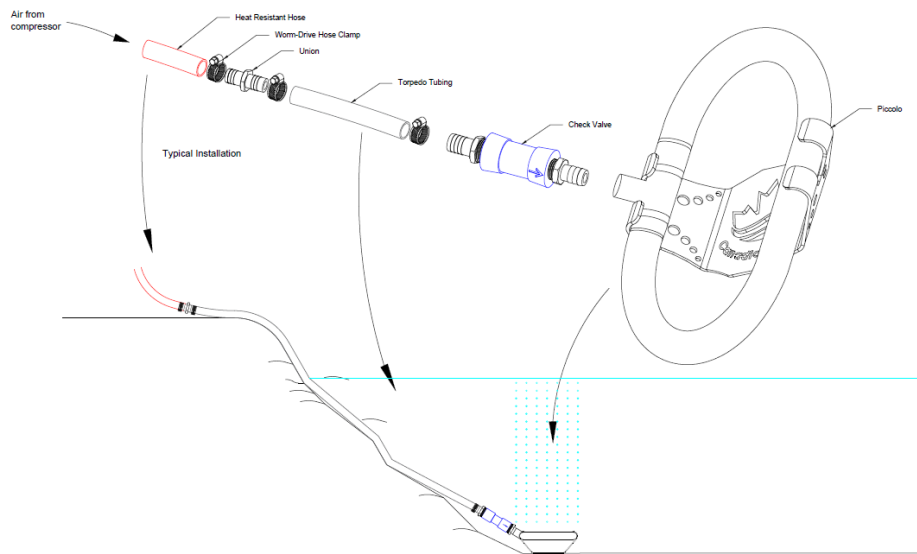 Air from
compressor
Heat Resistant Hose
Worm-Drive Hose Clamp
Union
Torpedo Tubing
Check Valve
Piccolo
Typical Installation